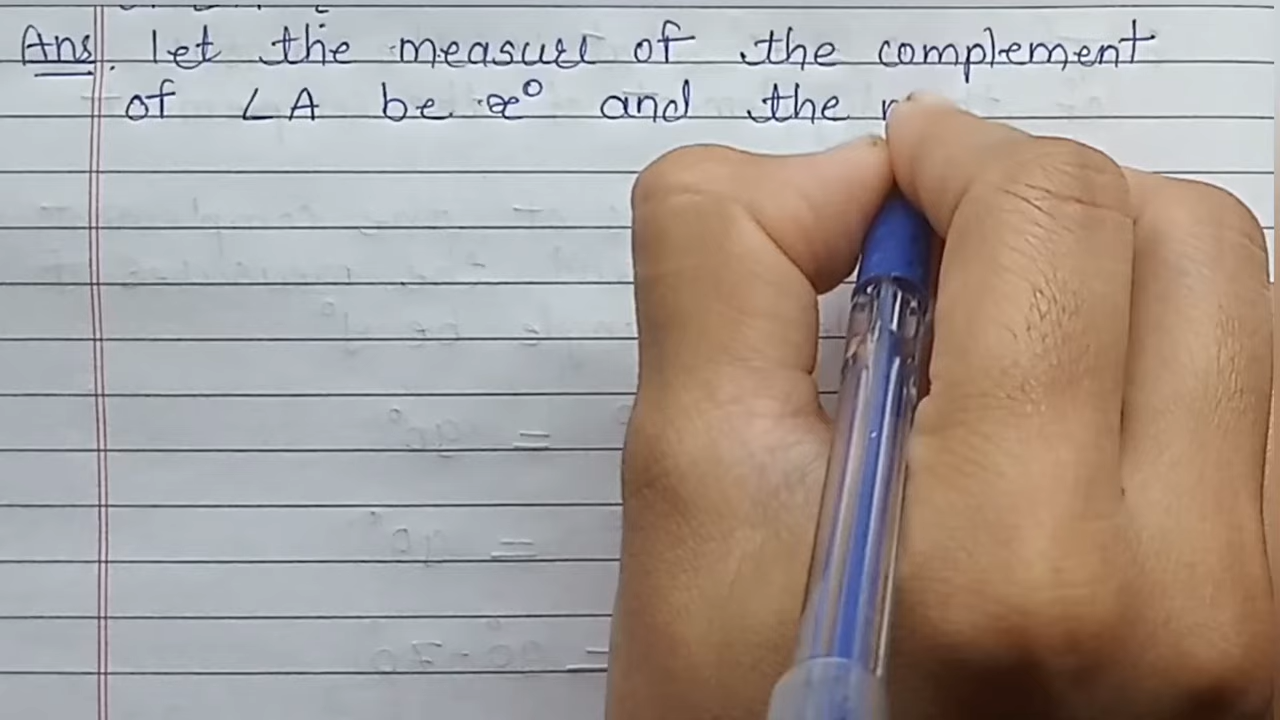 Ans. let the measure of the complement
of ∠A be x° and the